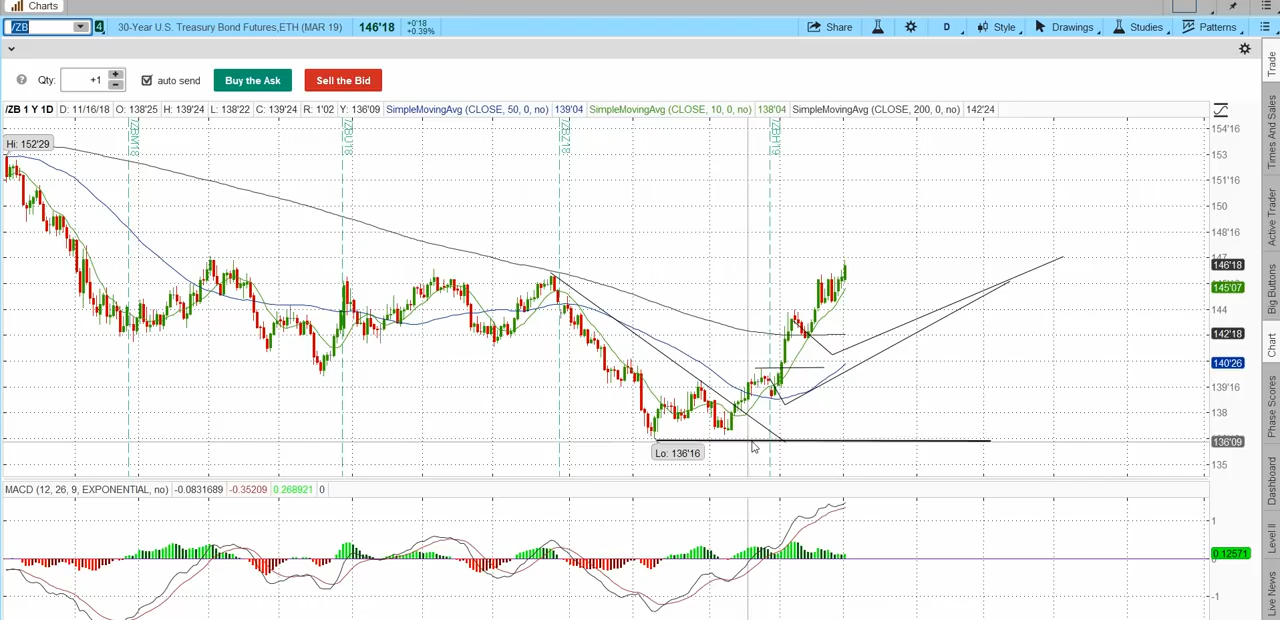 Charts
/ZB
4
30-Year U.S. Treasury Bond Futures,ETH (MAR 19)
146'18
+0'18
+0.39%
Share
D
Style
Drawings
Studies
Patterns
Qty:
+1
auto send
Buy the Ask
Sell the Bid
/ZB 1 Y 1D
D: 11/16/18
O: 138'25
H: 139'24
L: 138'22
C: 139'24
R: 1'02
Y: 136'09
SimpleMovingAvg (CLOSE, 50, 0, no)
139'04
SimpleMovingAvg (CLOSE, 10, 0, no)
138'04
SimpleMovingAvg (CLOSE, 200, 0, no)
142'24
Hi: 152'29
/ZBM18
/ZBU18
/ZBZ18
/ZBH19
Lo: 136'16
154'16
153
151'16
150
148'16
147
146'18
145'07
144
142'18
140'26
139'16
138
136'09
135
MACD (12, 26, 9, EXPONENTIAL, no)
-0.0831689
-0.35209
0.268921
0
1
0.12571
-1
Trade
Times And Sales
Active Trader
Big Buttons
Chart
Phase Scores
Dashboard
Level II
Live News